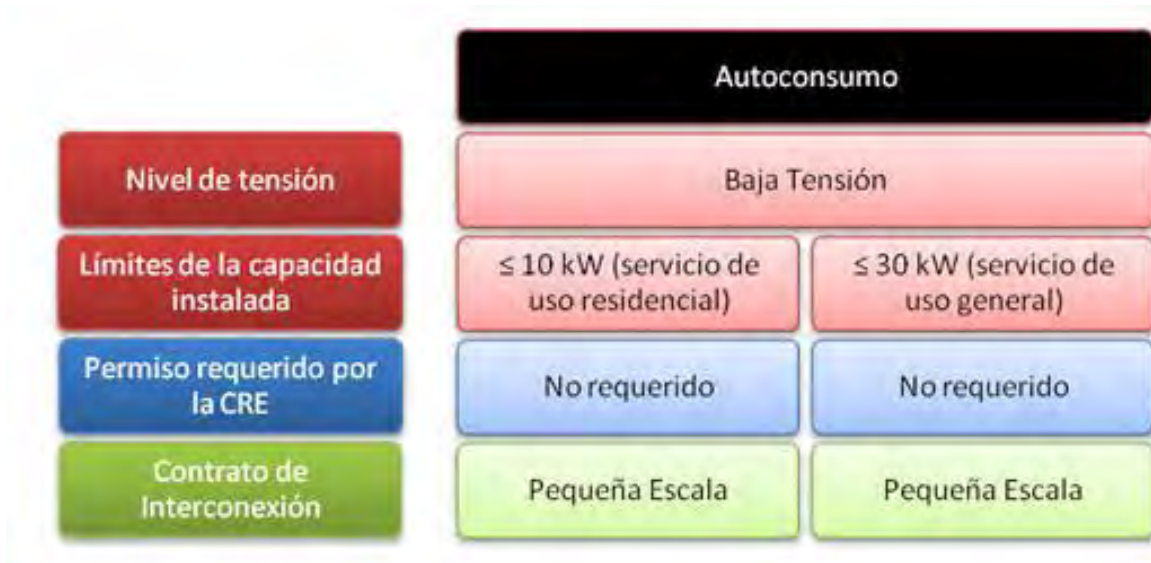 Autoconsumo
Nivel de tensión
Baja Tensión
Límites de la capacidad
instalada
≤ 10 kW (servicio de
uso residencial)
≤ 30 kW (servicio de
uso general)
Permiso requerido por
la CRE
No requerido
No requerido
Contrato de
Interconexión
Pequeña Escala
Pequeña Escala